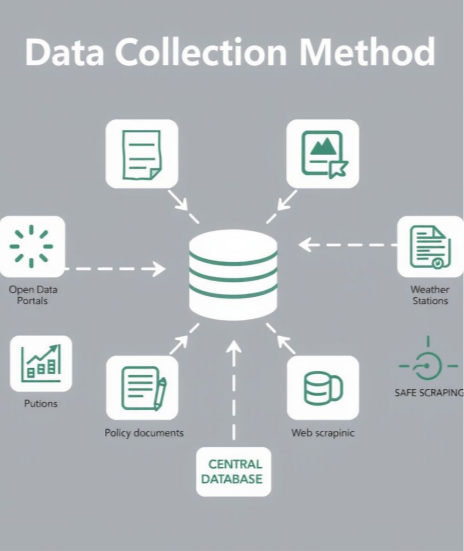 Data Collection Method
Open Data
Portals
Weather
Stations
Putions
SAFE SCRAPING
Policy documents
Web scrapinic
CENTRAL
DATABASE